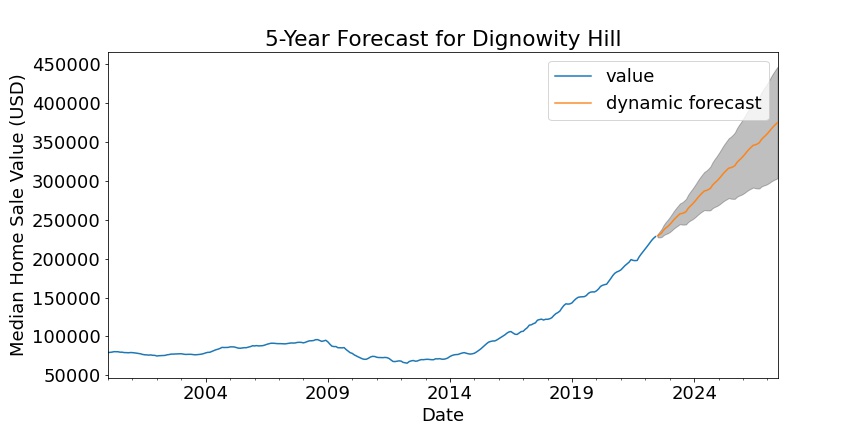 5-Year Forecast for Dignowity Hill
450000
400000
350000
300000
250000
200000
150000
100000
50000
Median Home Sale Value (USD)
value
dynamic forecast
2004
2009
2014
2019
2024
Date